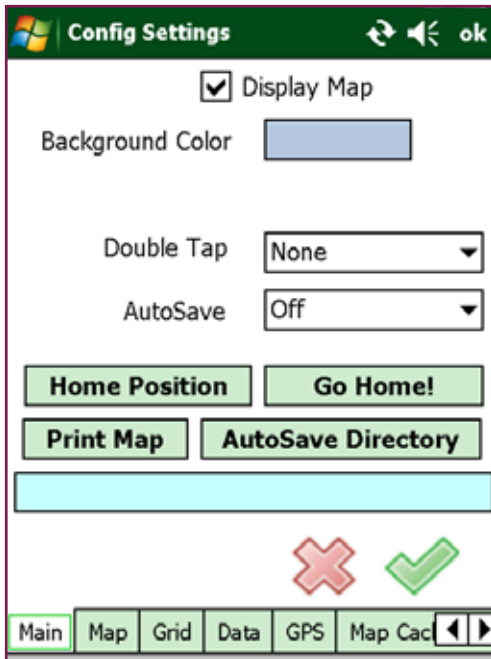 Config Settings ok
Display Map
Background Color
Double Tap None
AutoSave Off
Home Position Go Home!
Print Map AutoSave Directory
Main Map Grid Data GPS Map Cac